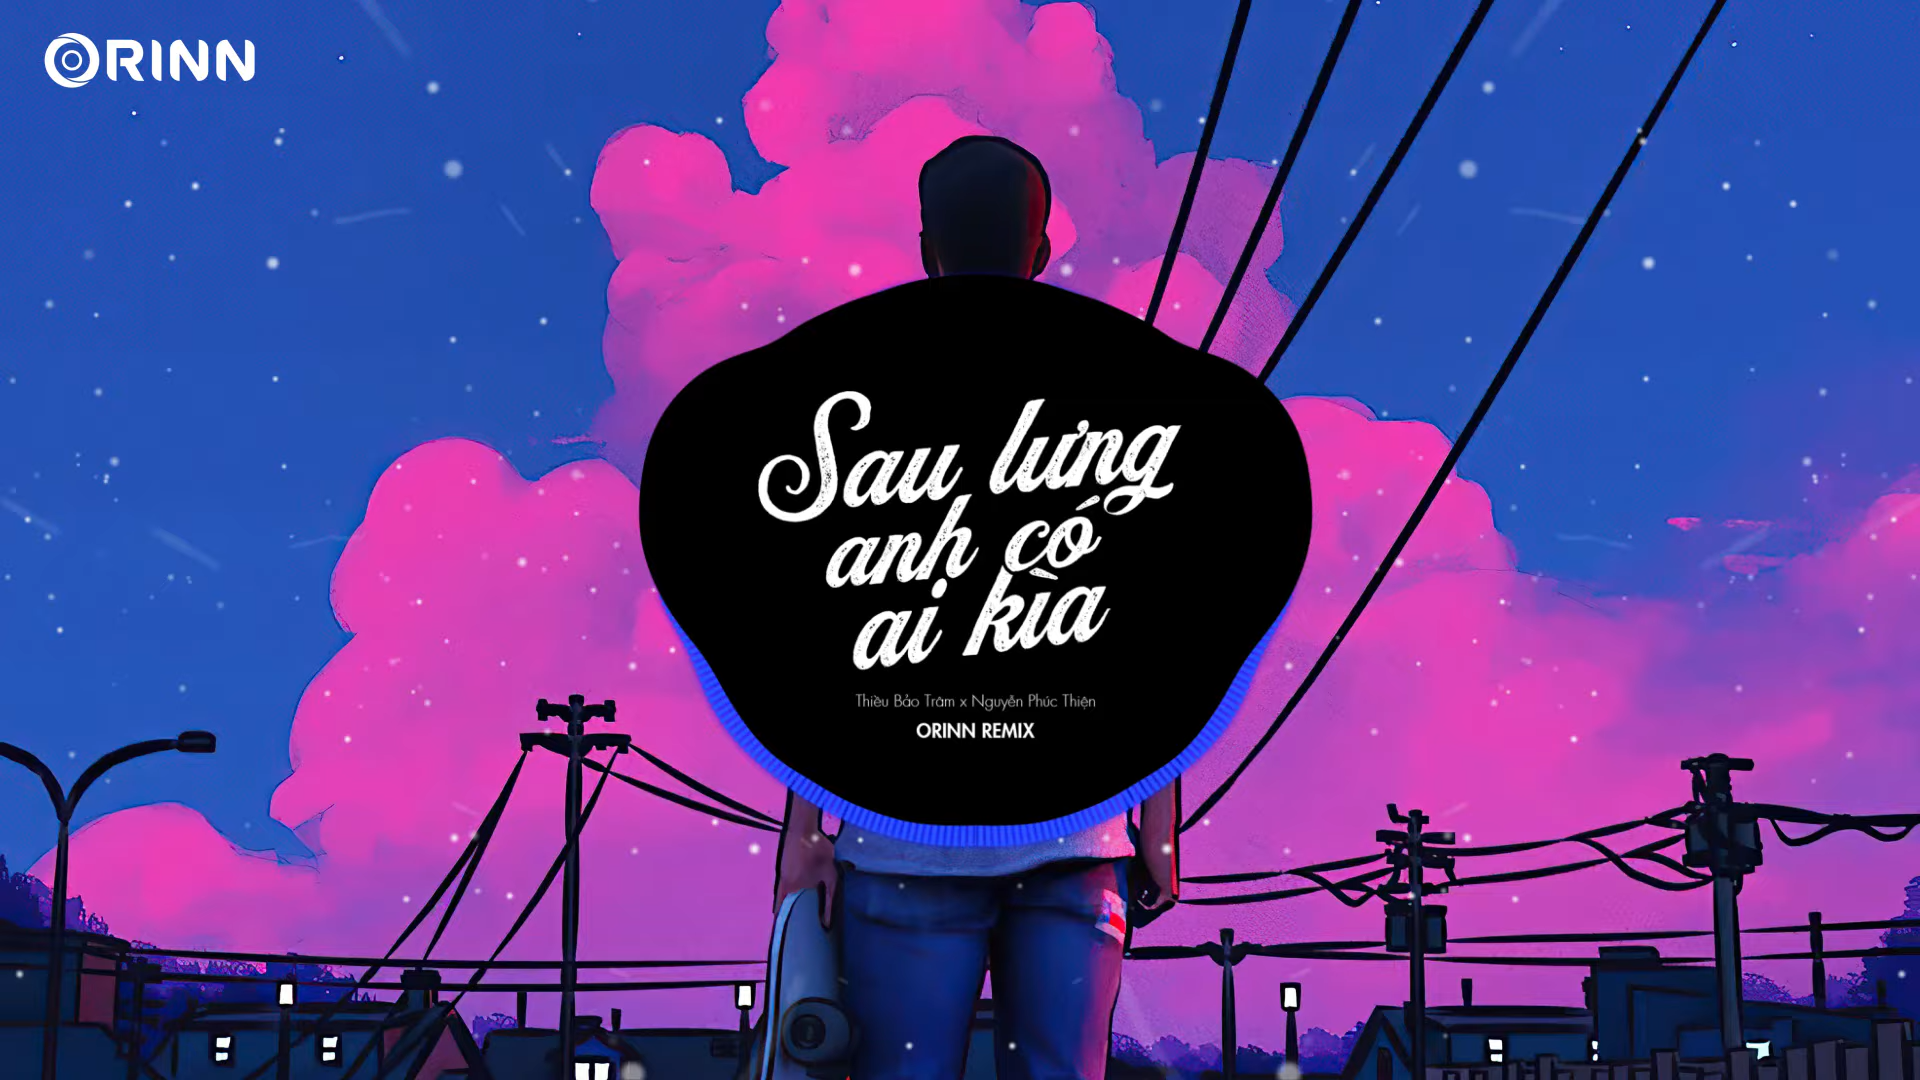 ORINN
Sau lưng
anh có
ai kìa
Thiều Bảo Trâm x Nguyễn Phúc Thiện
ORINN REMIX